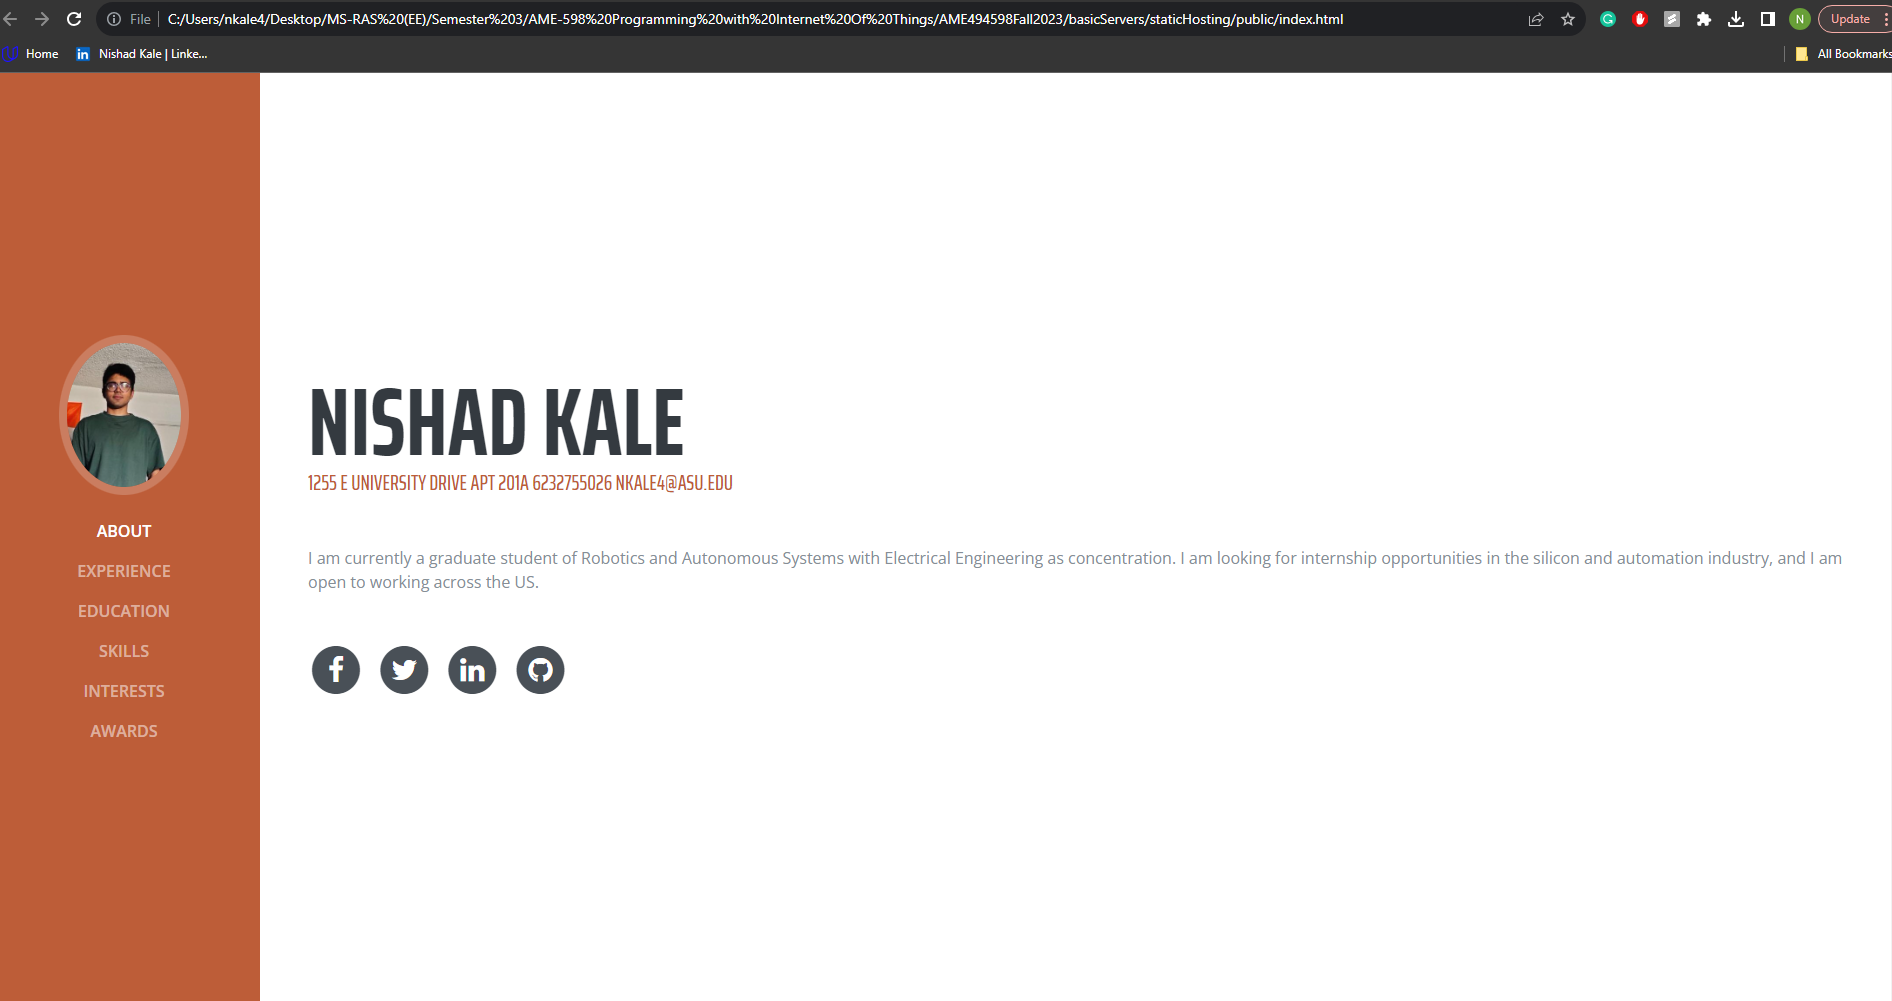 File C:/Users/nkale4/Desktop/MS-RAS%20(EE)/Semester%203/AME-598%20Programming%20with%20Internet%20Of%20Things/AME494598Fall2023/basicServers/staticHosting/public/index.html
N Update
Home Nishad Kale | Linke... All Bookmarks
NISHAD KALE
1255 E UNIVERSITY DRIVE APT 201A 6232755026 NKALE4@ASU.EDU
ABOUT
EXPERIENCE
EDUCATION
SKILLS
INTERESTS
AWARDS
I am currently a graduate student of Robotics and Autonomous Systems with Electrical Engineering as concentration. I am looking for internship opportunities in the silicon and automation industry, and I am
open to working across the US.